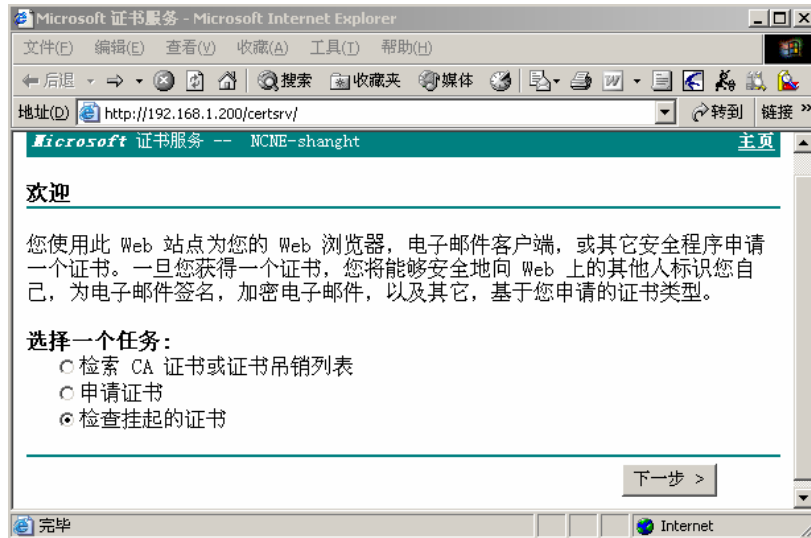 Microsoft 证书服务 - Microsoft Internet Explorer
文件(F) 编辑(E) 查看(V) 收藏(A) 工具(T) 帮助(H)
后退 搜索 收藏夹 媒体
地址(D) http://192.168.1.200/certsrv/ 转到 链接 »
Microsoft 证书服务 -- NCNE-shanght 主页
欢迎
您使用此 Web 站点为您的 Web 浏览器，电子邮件客户端，或其它安全程序申请
一个证书。一旦您获得一个证书，您将能够安全地向 Web 上的其他人标识您自
己，为电子邮件签名，加密电子邮件，以及其它，基于您申请的证书类型。
选择一个任务:
检索 CA 证书或证书吊销列表
申请证书
检查挂起的证书
下一步 >
完毕 Internet